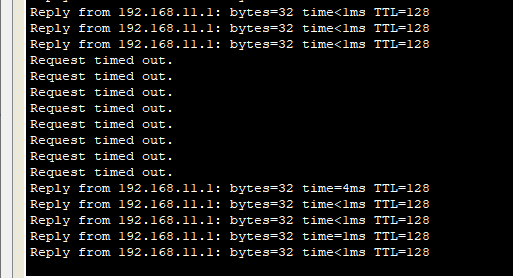 Reply from 192.168.11.1: bytes=32 time<1ms TTL=128
Reply from 192.168.11.1: bytes=32 time<1ms TTL=128
Reply from 192.168.11.1: bytes=32 time<1ms TTL=128
Request timed out.
Request timed out.
Request timed out.
Request timed out.
Request timed out.
Request timed out.
Request timed out.
Request timed out.
Reply from 192.168.11.1: bytes=32 time=4ms TTL=128
Reply from 192.168.11.1: bytes=32 time<1ms TTL=128
Reply from 192.168.11.1: bytes=32 time<1ms TTL=128
Reply from 192.168.11.1: bytes=32 time=1ms TTL=128
Reply from 192.168.11.1: bytes=32 time<1ms TTL=128